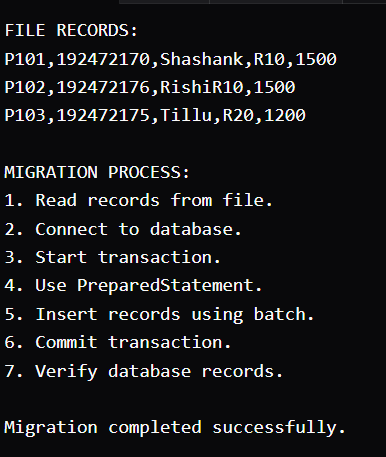 FILE RECORDS:
P101,192472170,Shashank,R10,1500
P102,192472176,RishiR10,1500
P103,192472175,Tillu,R20,1200
MIGRATION PROCESS:
1. Read records from file.
2. Connect to database.
3. Start transaction.
4. Use PreparedStatement.
5. Insert records using batch.
6. Commit transaction.
7. Verify database records.
Migration completed successfully.